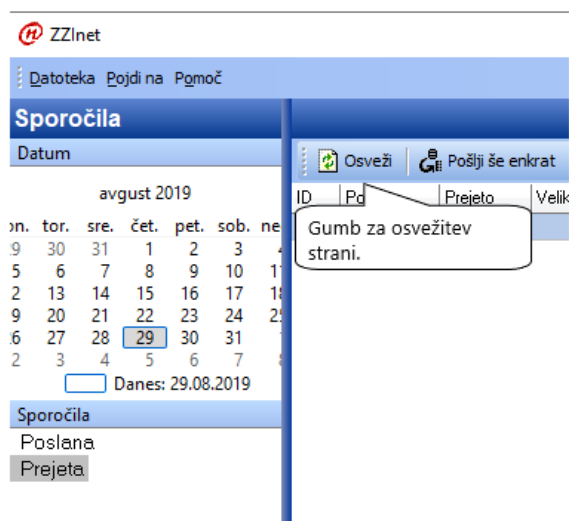 ZZInet
Datoteka Pojdi na Pomoč
Sporočila
Datum
Osveži Pošlji še enkrat
avgust 2019
ID Prejeto
Gumb za osvežitev
strani.
tor. sre. čet. pet. sob.
30 31 1 2 3
6 7 8 9 10
13 14 15 16 17
20 21 22 23 24
27 28 29 30 31
3 4 5 6 7
Danes: 29.08.2019
Sporočila
Poslana
Prejeta